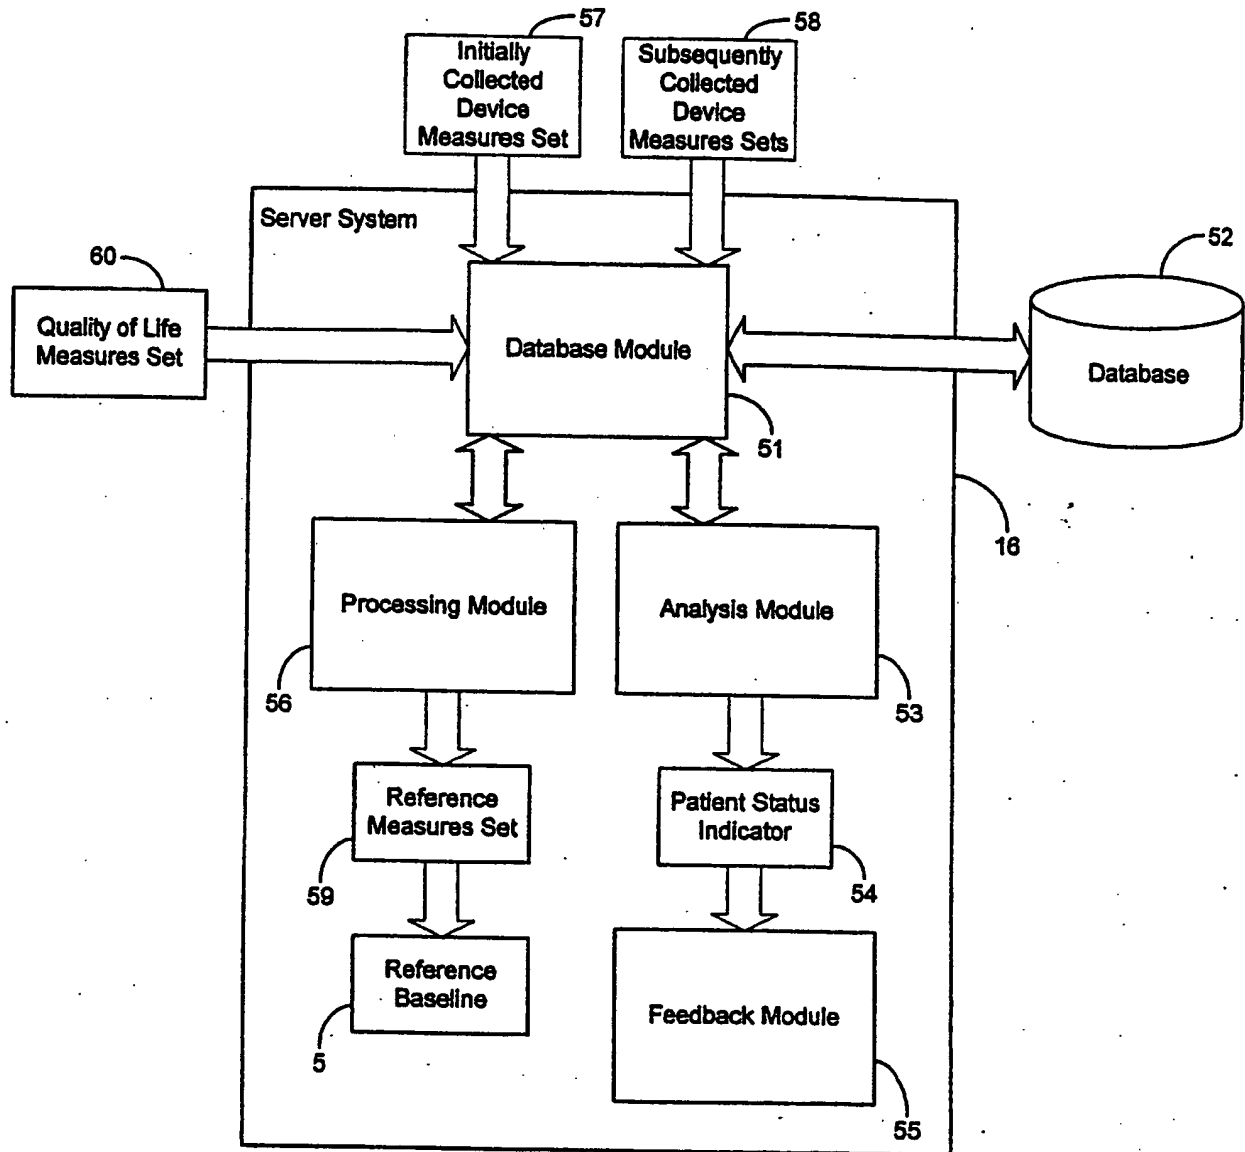 57
58
Initially
Collected
Device
Measures Set
Subsequently
Collected
Device
Measures Sets
Server System
60
52
Quality of Life
Measures Set
Database Module
Database
51
16
Processing Module
Analysis Module
56
53
Reference
Measures Set
Patient Status
Indicator
59
54
Reference
Baseline
Feedback Module
5
55